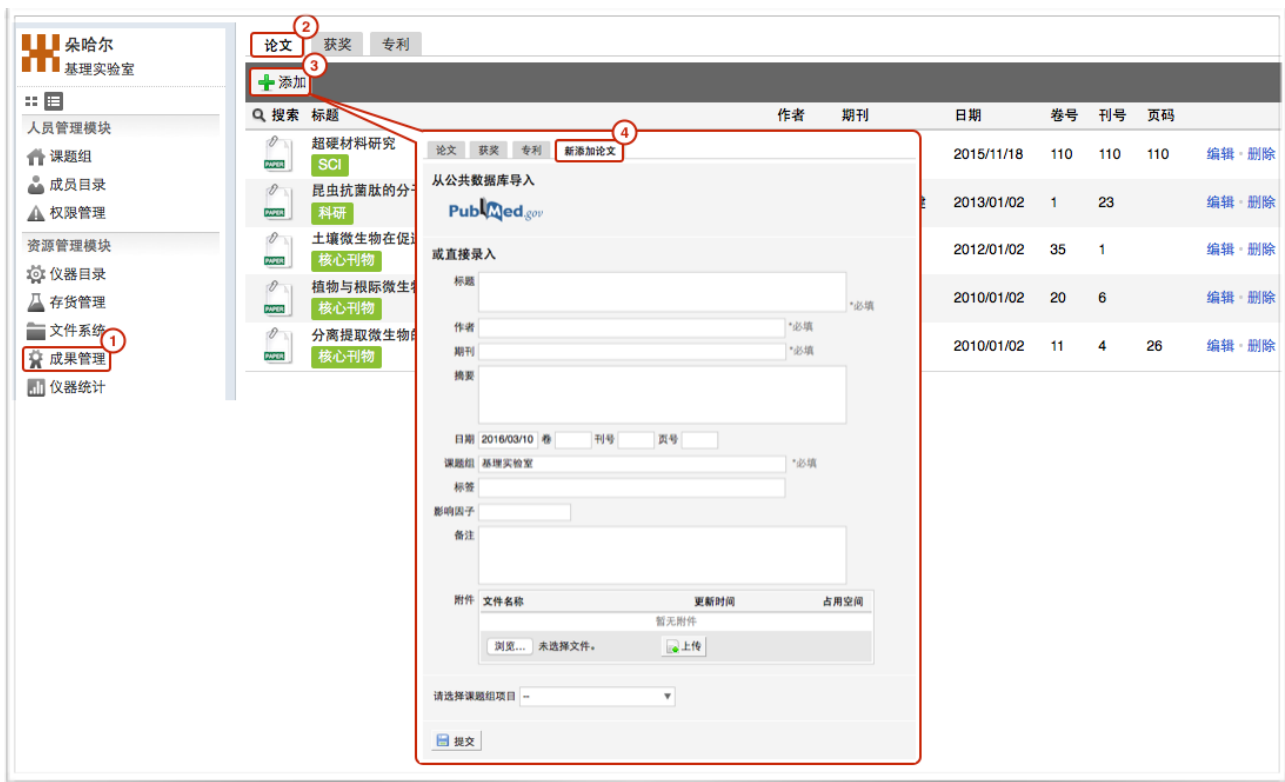 朵哈尔
基理实验室
人员管理模块
课题组
成员目录
权限管理
资源管理模块
仪器目录
存货管理
文件系统
1
成果管理
仪器统计
2
论文 获奖 专利
3
添加
搜索 标题 作者 期刊 日期 卷号 刊号 页码
PAPER 超硬材料研究 2015/11/18 110 110 110 编辑 · 删除
SCI
PAPER 昆虫抗菌肽的分子 2013/01/02 1 23 编辑 · 删除
科研
PAPER 土壤微生物在促进 2012/01/02 35 1 编辑 · 删除
核心刊物
PAPER 植物与根际微生物 2010/01/02 20 6 编辑 · 删除
核心刊物
PAPER 分离提取微生物的 2010/01/02 11 4 26 编辑 · 删除
核心刊物
4
论文 获奖 专利 新添加论文
从公共数据库导入
PubMed.gov
或直接录入
标题 *必填
作者 *必填
期刊 *必填
摘要
日期 2016/03/10 卷 刊号 页号
课题组 基理实验室 *必填
标签
影响因子
备注
附件 文件名称 更新时间 占用空间
暂无附件
浏览... 未选择文件。 上传
请选择课题组项目 --
提交